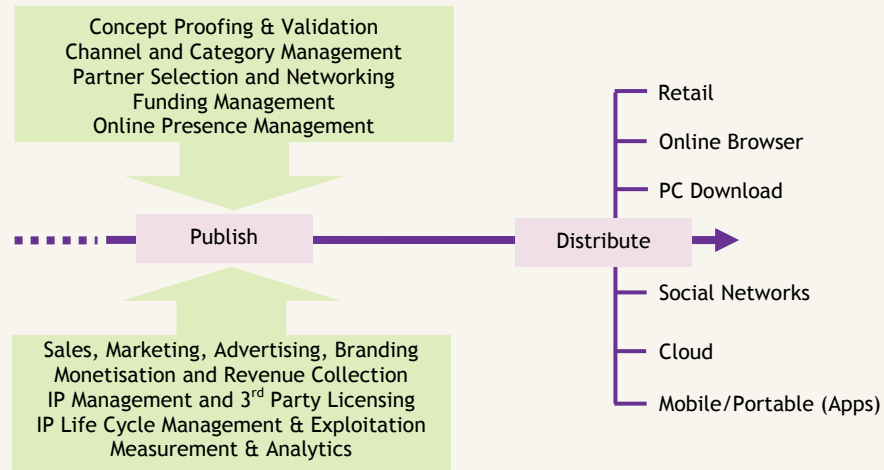 Concept Proofing & Validation
Channel and Category Management
Partner Selection and Networking
Funding Management
Online Presence Management
Retail
Online Browser
PC Download
Publish
Distribute
Social Networks
Cloud
Mobile/Portable (Apps)
Sales, Marketing, Advertising, Branding
Monetisation and Revenue Collection
IP Management and 3rd Party Licensing
IP Life Cycle Management & Exploitation
Measurement & Analytics